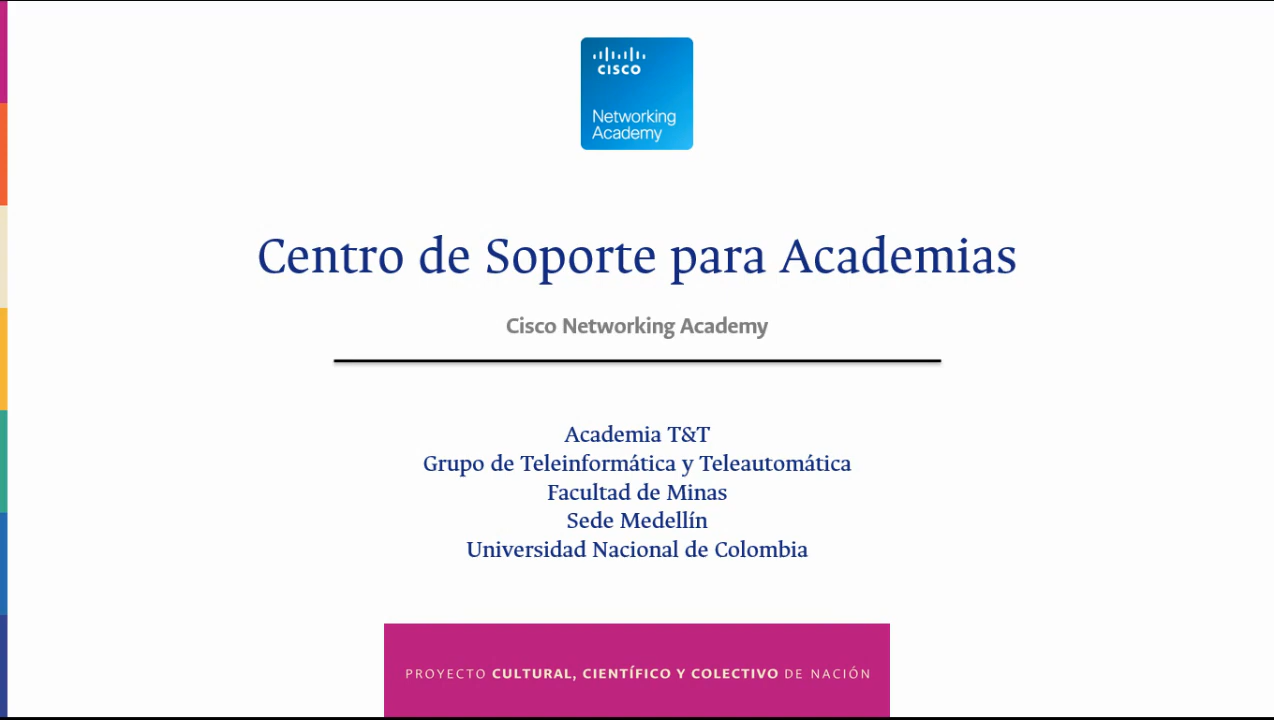 CISCO
Networking
Academy
Centro de Soporte para Academias
Cisco Networking Academy
Academia T&T
Grupo de Teleinformática y Teleautomática
Facultad de Minas
Sede Medellín
Universidad Nacional de Colombia
PROYECTO CULTURAL, CIENTÍFICO Y COLECTIVO DE NACIÓN